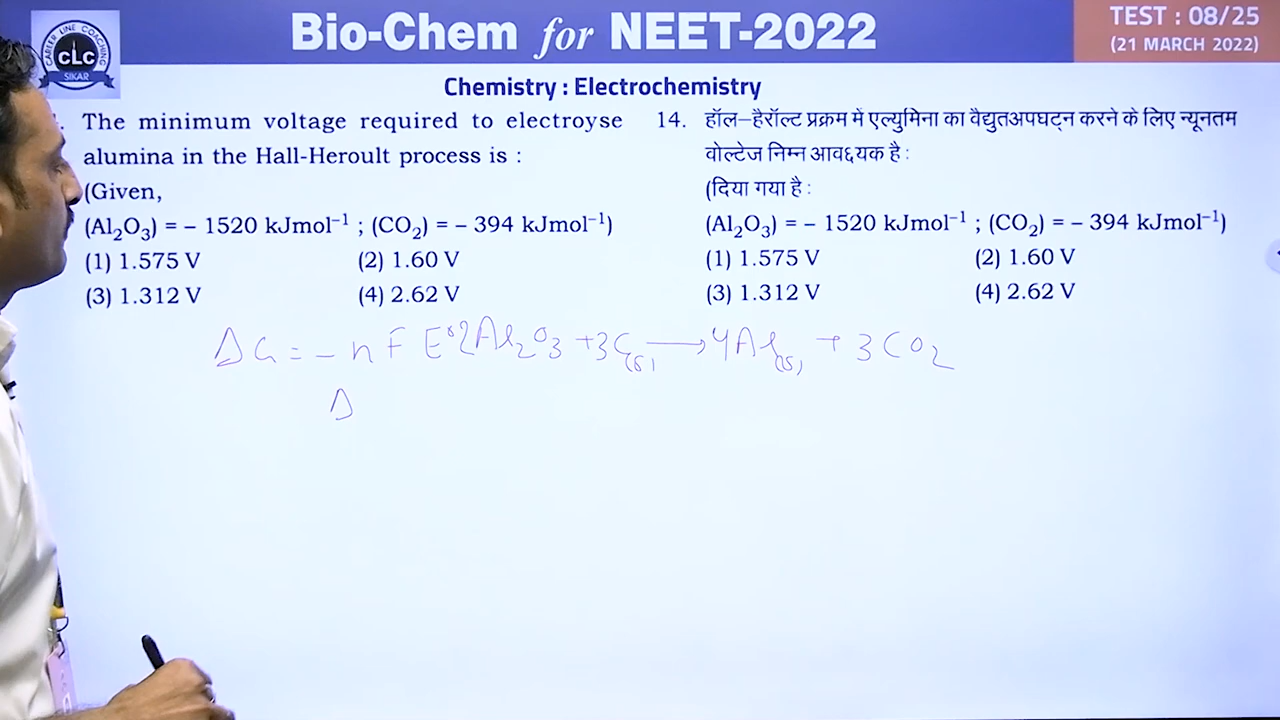 CAREER LINE COACHING
CLC
SIKAR
Bio-Chem for NEET-2022
TEST : 08/25
(21 MARCH 2022)
Chemistry : Electrochemistry
The minimum voltage required to electroyse
alumina in the Hall-Heroult process is :
(Given,
(Al₂O₃) = – 1520 kJmol⁻¹ ; (CO₂) = – 394 kJmol⁻¹)
(1) 1.575 V (2) 1.60 V
(3) 1.312 V (4) 2.62 V
14. हॉल–हैरॉल्ट प्रक्रम में एल्युमिना का वैद्युतअपघट्न करने के लिए न्यूनतम
वोल्टेज निम्न आव६यक है :
(दिया गया है :
(Al₂O₃) = – 1520 kJmol⁻¹ ; (CO₂) = – 394 kJmol⁻¹)
(1) 1.575 V (2) 1.60 V
(3) 1.312 V (4) 2.62 V
ΔG = – n F E° 2Al₂O₃ + 3C(s) ⟶ 4Al(s) + 3CO₂
Δ